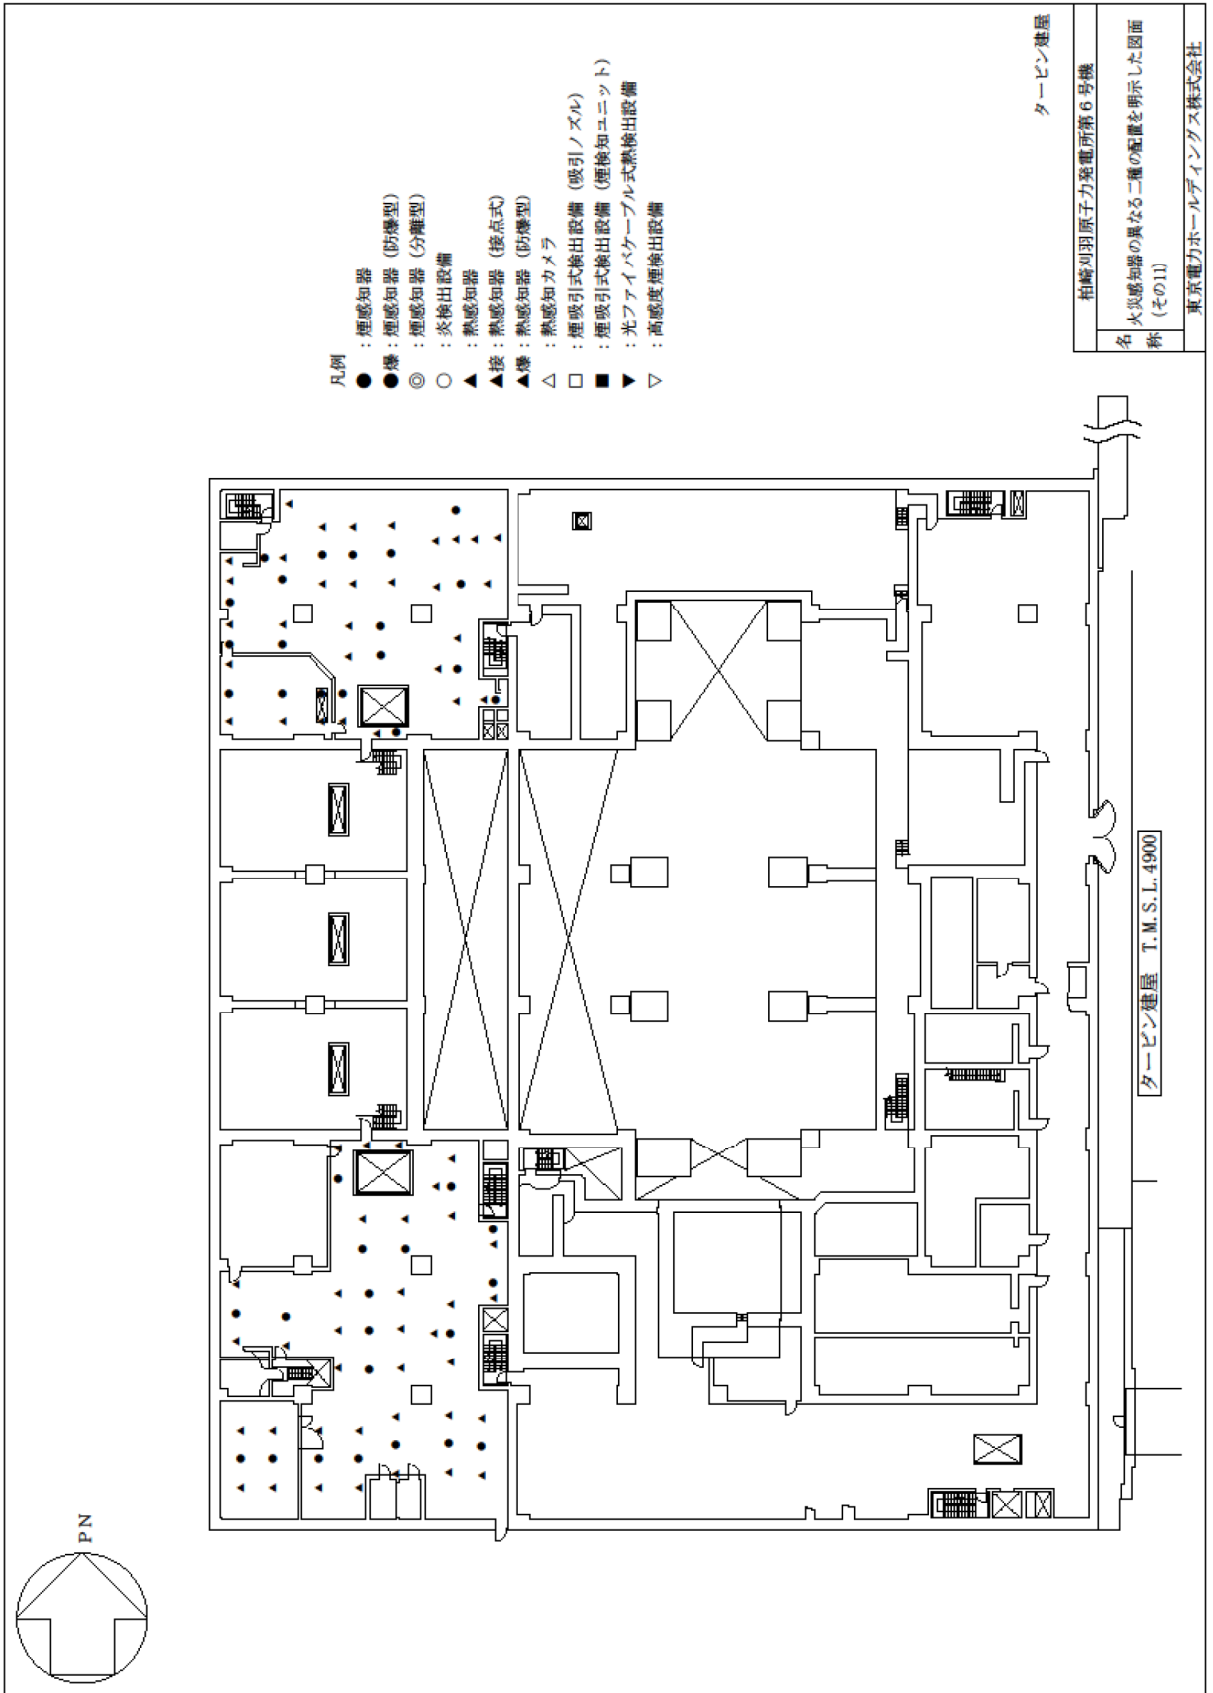 凡例
● : 煙感知器
●爆 : 煙感知器 (防爆型)
◎ : 煙感知器 (分離型)
○ : 炎検出設備
▲ : 熱感知器
▲接 : 熱感知器 (接点式)
▲爆 : 熱感知器 (防爆型)
△ : 熱感知カメラ
□ : 煙吸引式検出設備 (吸引ノズル)
■ : 煙吸引式検出設備 (煙検知ユニット)
▼ : 光ファイバケーブル式熱検出設備
▽ : 高感度煙検出設備
PN
タービン建屋 T.M.S.L.4900
タービン建屋
柏崎刈羽原子力発電所第6号機
名称
火災感知器の異なる二種の配置を明示した図面
(その11)
東京電力ホールディングス株式会社